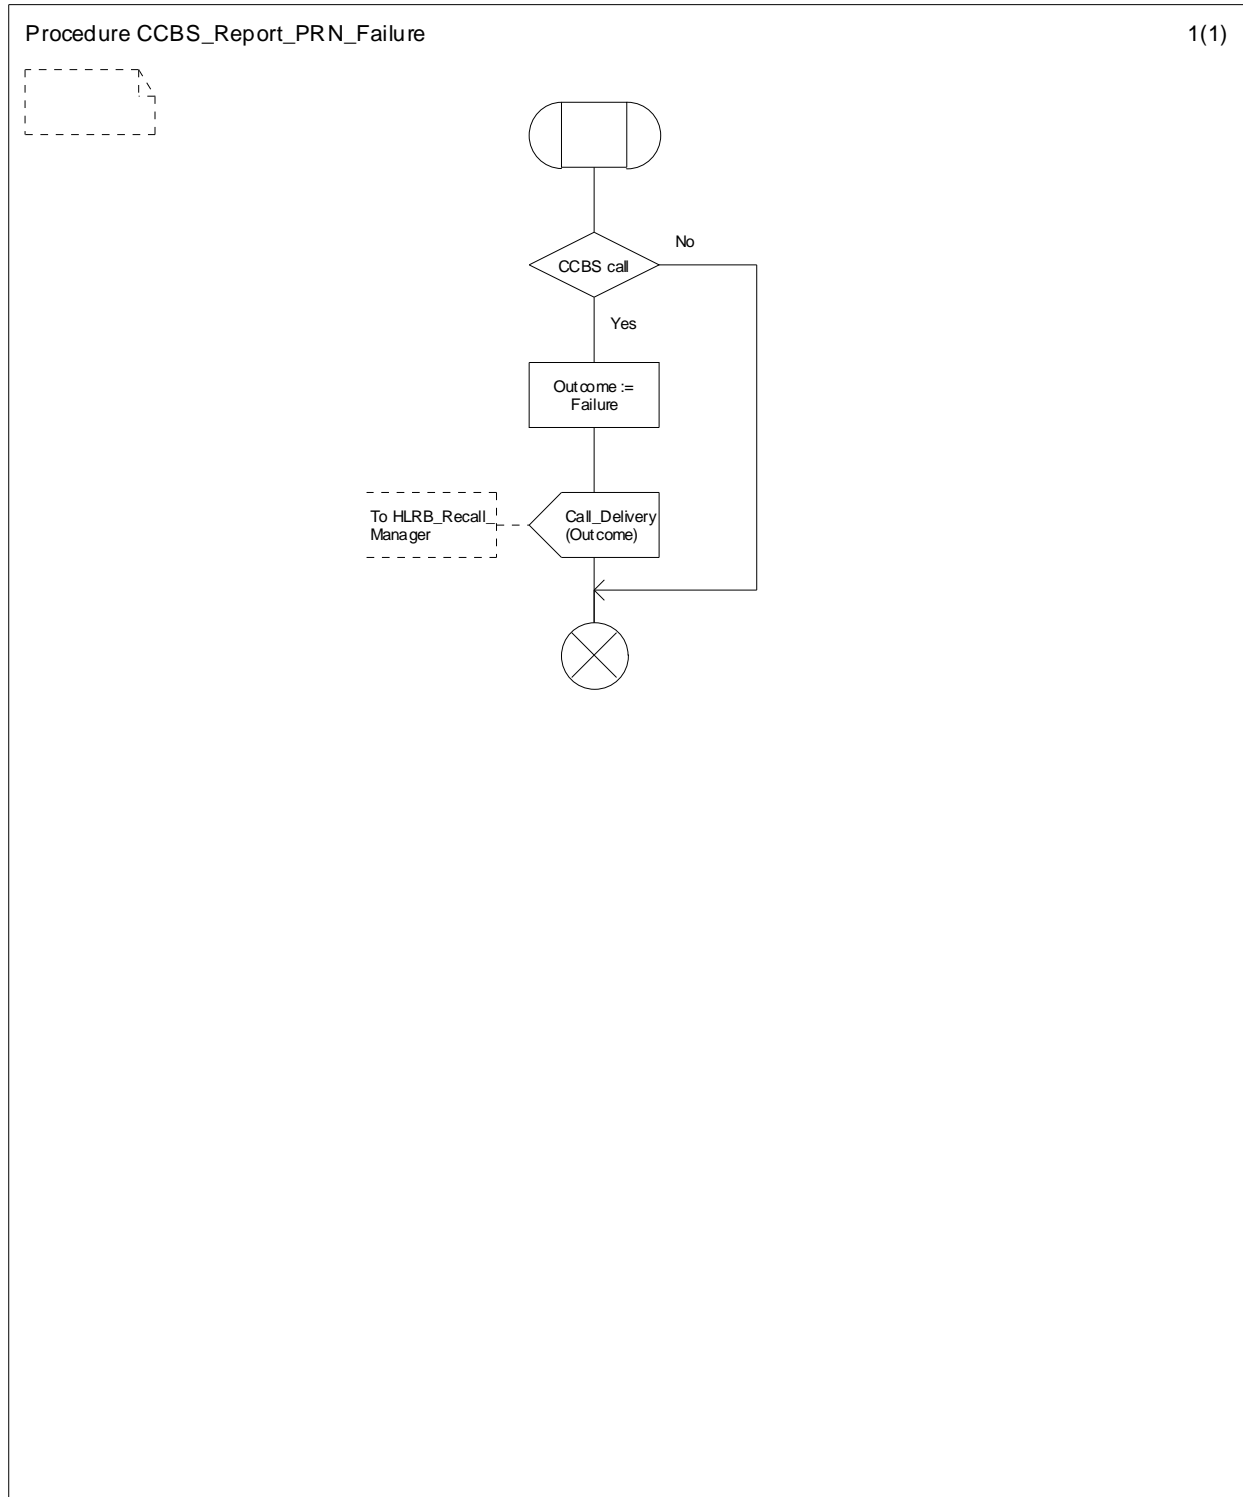 Procedure CCBS_Report_PRN_Failure
1(1)
No
CCBS call
Yes
Outcome :=
Failure
To HLRB_Recall_
Manager
Call_Delivery
(Outcome)